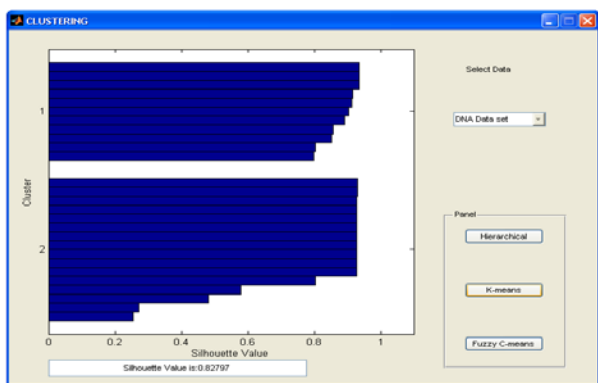 CLUSTERING
Select Data
DNA Data set
1
Cluster
2
Panel
Hierarchical
K-means
Fuzzy C-means
0 0.2 0.4 0.6 0.8 1
Silhouette Value
Silhouette Value is:0.82797